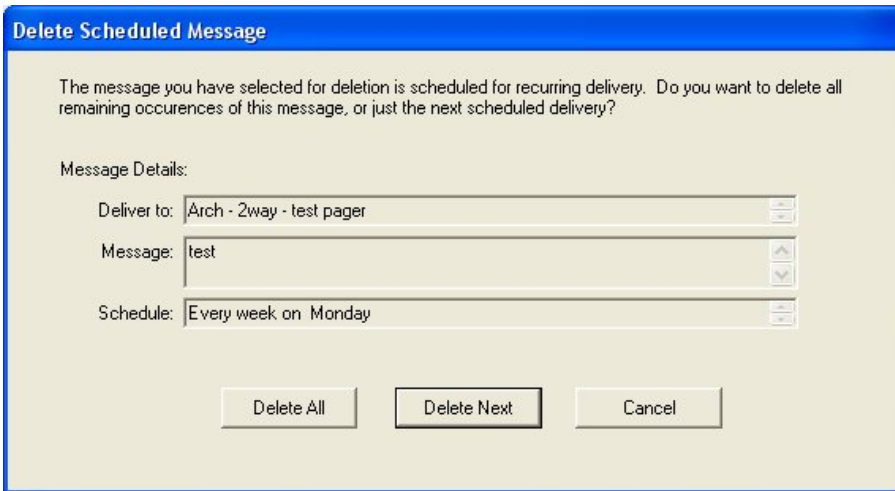 Delete Scheduled Message
The message you have selected for deletion is scheduled for recurring delivery.  Do you want to delete all
remaining occurences of this message, or just the next scheduled delivery?
Message Details:
Deliver to: Arch - 2way - test pager
Message: test
Schedule: Every week on  Monday
Delete All Delete Next Cancel